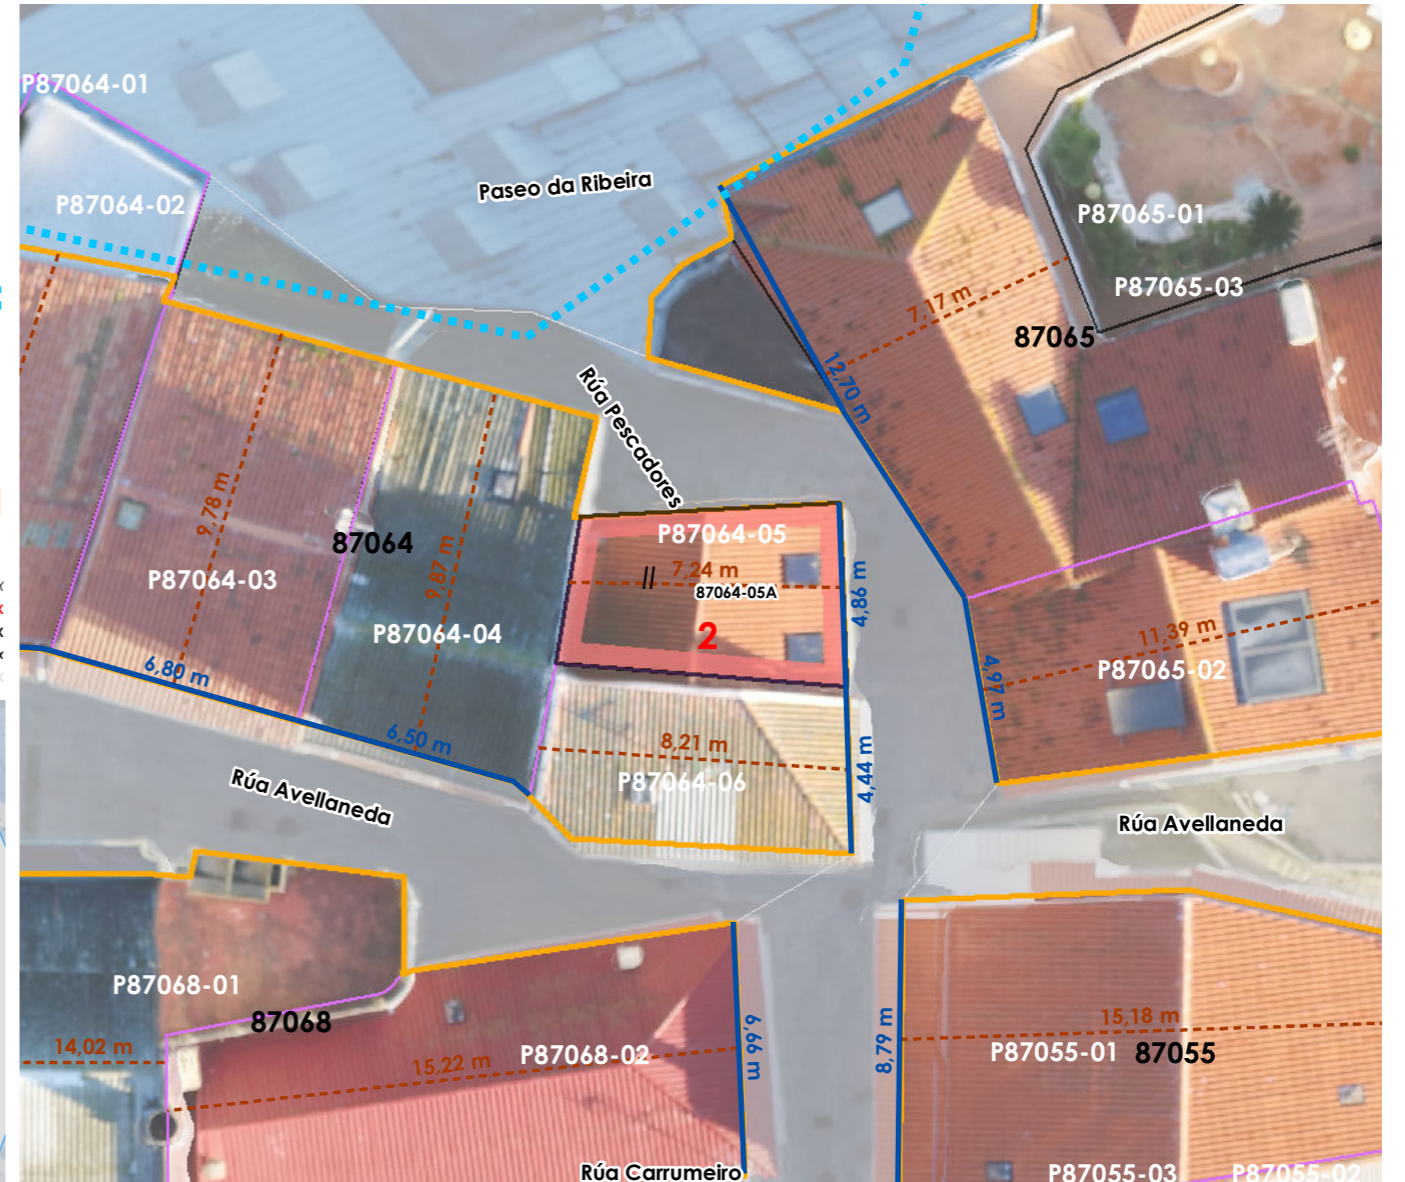 P87064-01
P87064-02
Paseo da Ribeira
P87065-01
P87065-03
7,17 m
87065
12,70 m
Rúa Pescadores
9,78 m
87064
9,87 m
P87064-03
P87064-04
P87064-05
||
7,24 m
87064-05A
2
4,86 m
11,39 m
P87065-02
4,97 m
6,80 m
6,50 m
8,21 m
P87064-06
4,44 m
Rúa Avellaneda
Rúa Avellaneda
P87068-01
87068
14,02 m
15,22 m
P87068-02
6,66 m
8,79 m
15,18 m
P87055-01
87055
Rúa Carrumeiro
P87055-03
P87055-02
x
x
x
x
x